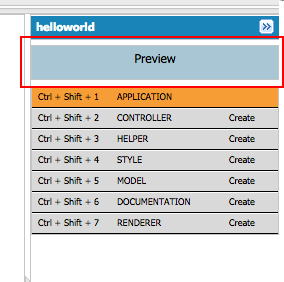 helloworld
Preview
Ctrl + Shift + 1 APPLICATION
Ctrl + Shift + 2 CONTROLLER Create
Ctrl + Shift + 3 HELPER Create
Ctrl + Shift + 4 STYLE Create
Ctrl + Shift + 5 MODEL Create
Ctrl + Shift + 6 DOCUMENTATION Create
Ctrl + Shift + 7 RENDERER Create